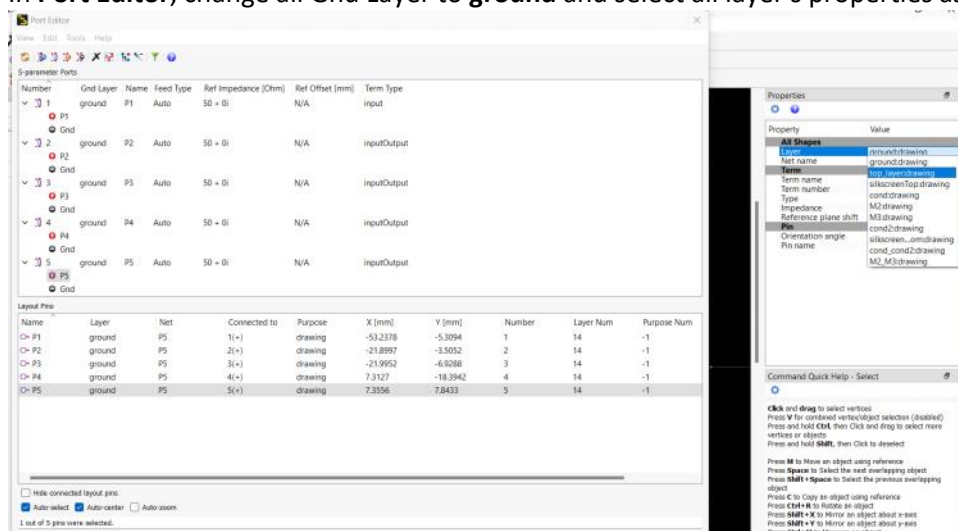 In Port Editor, change all Gnd Layer to ground and select all layer's properties as
Port Editor
View Edit Tools Help
S-parameter Ports
Number Gnd Layer Name Feed Type Ref Impedance [Ohm] Ref Offset [mm] Term Type
1 ground P1 Auto 50 + 0i N/A input
P1
Gnd
2 ground P2 Auto 50 + 0i N/A inputOutput
P2
Gnd
3 ground P3 Auto 50 + 0i N/A inputOutput
P3
Gnd
4 ground P4 Auto 50 + 0i N/A inputOutput
P4
Gnd
5 ground P5 Auto 50 + 0i N/A inputOutput
P5
Gnd
Layout Pins
Name Layer Net Connected to Purpose X [mm] Y [mm] Number Layer Num Purpose Num
P1 ground P5 1(+) drawing -53.2378 -5.3094 1 14 -1
P2 ground P5 2(+) drawing -21.8997 -3.5052 2 14 -1
P3 ground P5 3(+) drawing -21.9952 -6.9288 3 14 -1
P4 ground P5 4(+) drawing 7.3127 -18.3942 4 14 -1
P5 ground P5 5(+) drawing 7.3556 7.8433 5 14 -1
Hide connected layout pins
Auto-select Auto-center Auto-zoom
1 out of 5 pins were selected.
Properties
Property Value
All Shapes
Layer ground:drawing
Net name ground:drawing
Term top_layer:drawing
Term name silkscreenTop:drawing
Term number cond:drawing
Type M2:drawing
Impedance M3:drawing
Reference plane shift cond2:drawing
Pin silkscreen...om:drawing
Orientation angle cond_cond2:drawing
Pin name M2_M3:drawing
Command Quick Help - Select
Click and drag to select vertices
Press V for combined vertex/object selection (disabled)
Press and hold Ctrl, then Click and drag to select more
vertices or objects
Press and hold Shift, then Click to deselect
Press M to Move an object using reference
Press Space to Select the next overlapping object
Press Shift+Space to Select the previous overlapping
object
Press C to Copy an object using reference
Press Ctrl+R to Rotate an object
Press Shift+X to Mirror an object about x-axis
Press Shift+Y to Mirror an object about y-axis